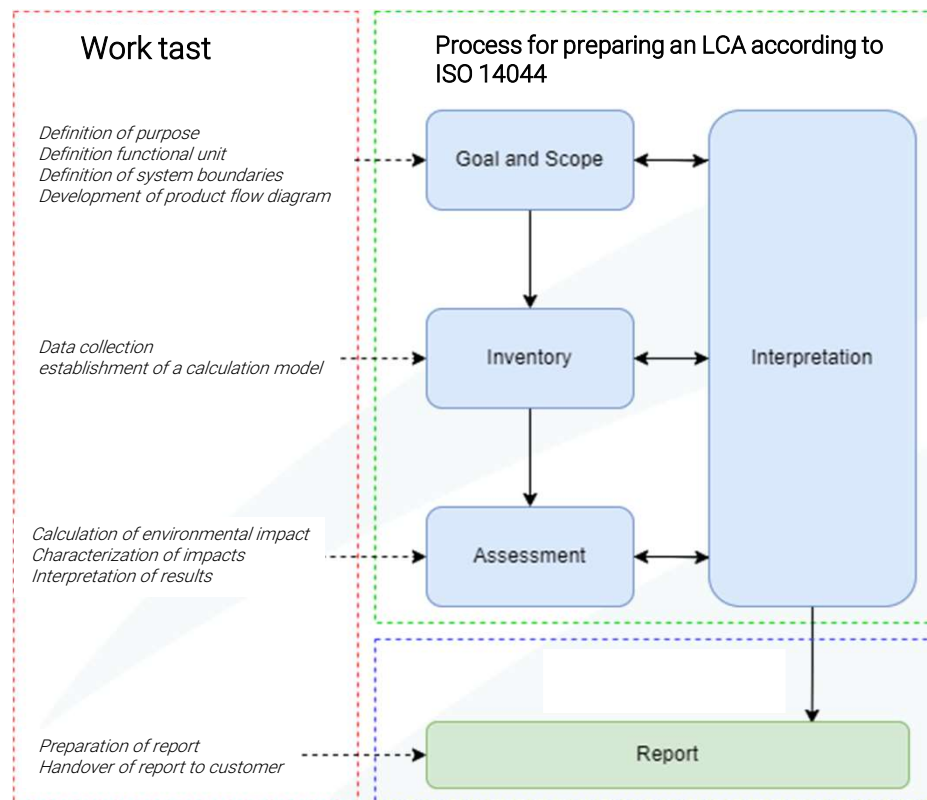 Work tast
Process for preparing an LCA according to
ISO 14044
Definition of purpose
Definition functional unit
Definition of system boundaries
Development of product flow diagram
Goal and Scope
Data collection
establishment of a calculation model
Inventory
Interpretation
Calculation of environmental impact
Characterization of impacts
Interpretation of results
Assessment
Preparation of report
Handover of report to customer
Report